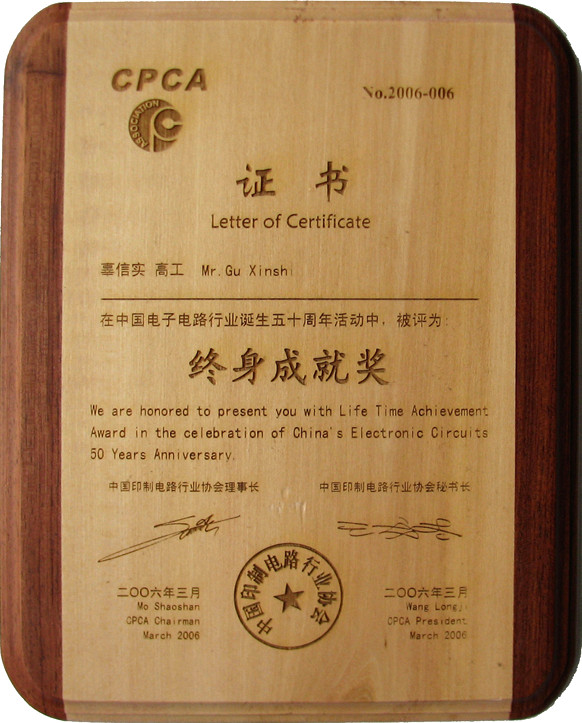 CPCA
No.2006-006
ASSOCIATION
证 书
Letter of Certificate
辜信实 高工 Mr.Gu Xinshi
在中国电子电路行业诞生五十周年活动中，被评为:
终身成就奖
We are honored to present you with Life Time Achievement
Award in the celebration of China's Electronic Circuits
50 Years Anniversary.
中国印制电路行业协会理事长
中国印制电路行业协会秘书长
中国印制电路行业协会
二〇〇六年三月
Mo Shaoshan
CPCA Chairman
March 2006
二〇〇六年三月
Wang Longji
CPCA President
March 2006